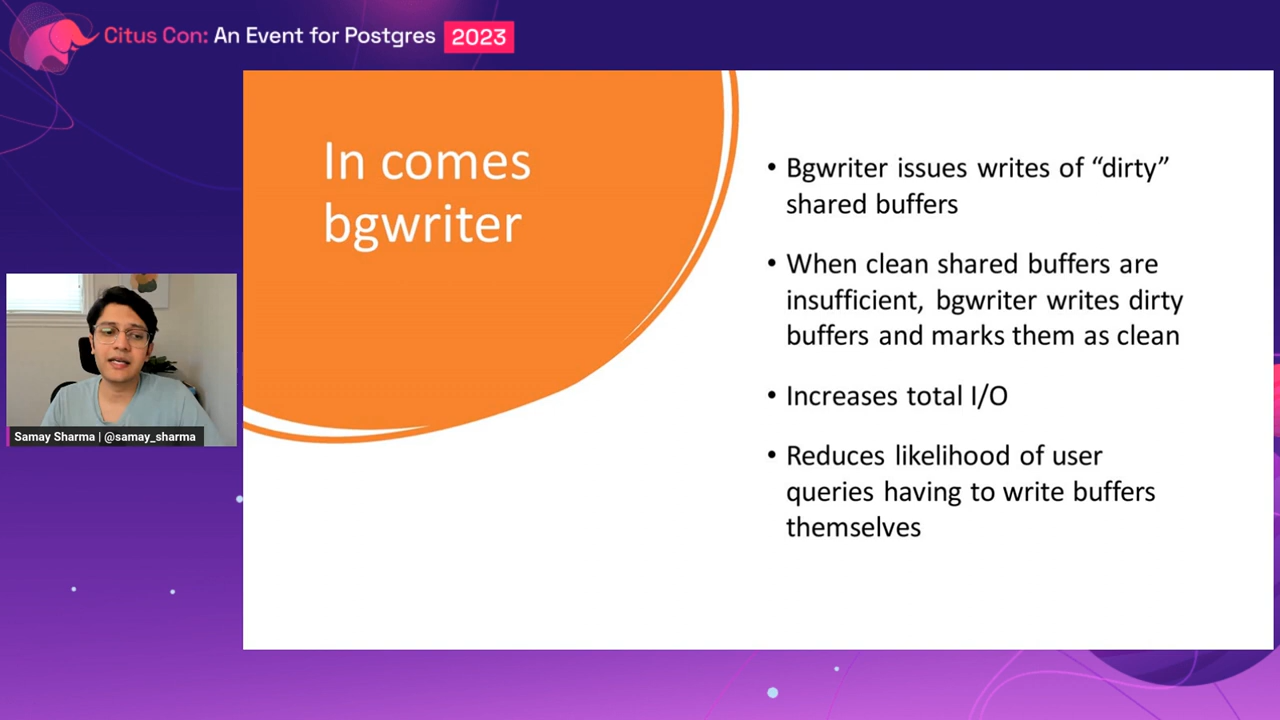 Citus Con: An Event for Postgres 2023
In comes
bgwriter
• Bgwriter issues writes of “dirty”
shared buffers
• When clean shared buffers are
insufficient, bgwriter writes dirty
buffers and marks them as clean
• Increases total I/O
• Reduces likelihood of user
queries having to write buffers
themselves
Samay Sharma | @samay_sharma